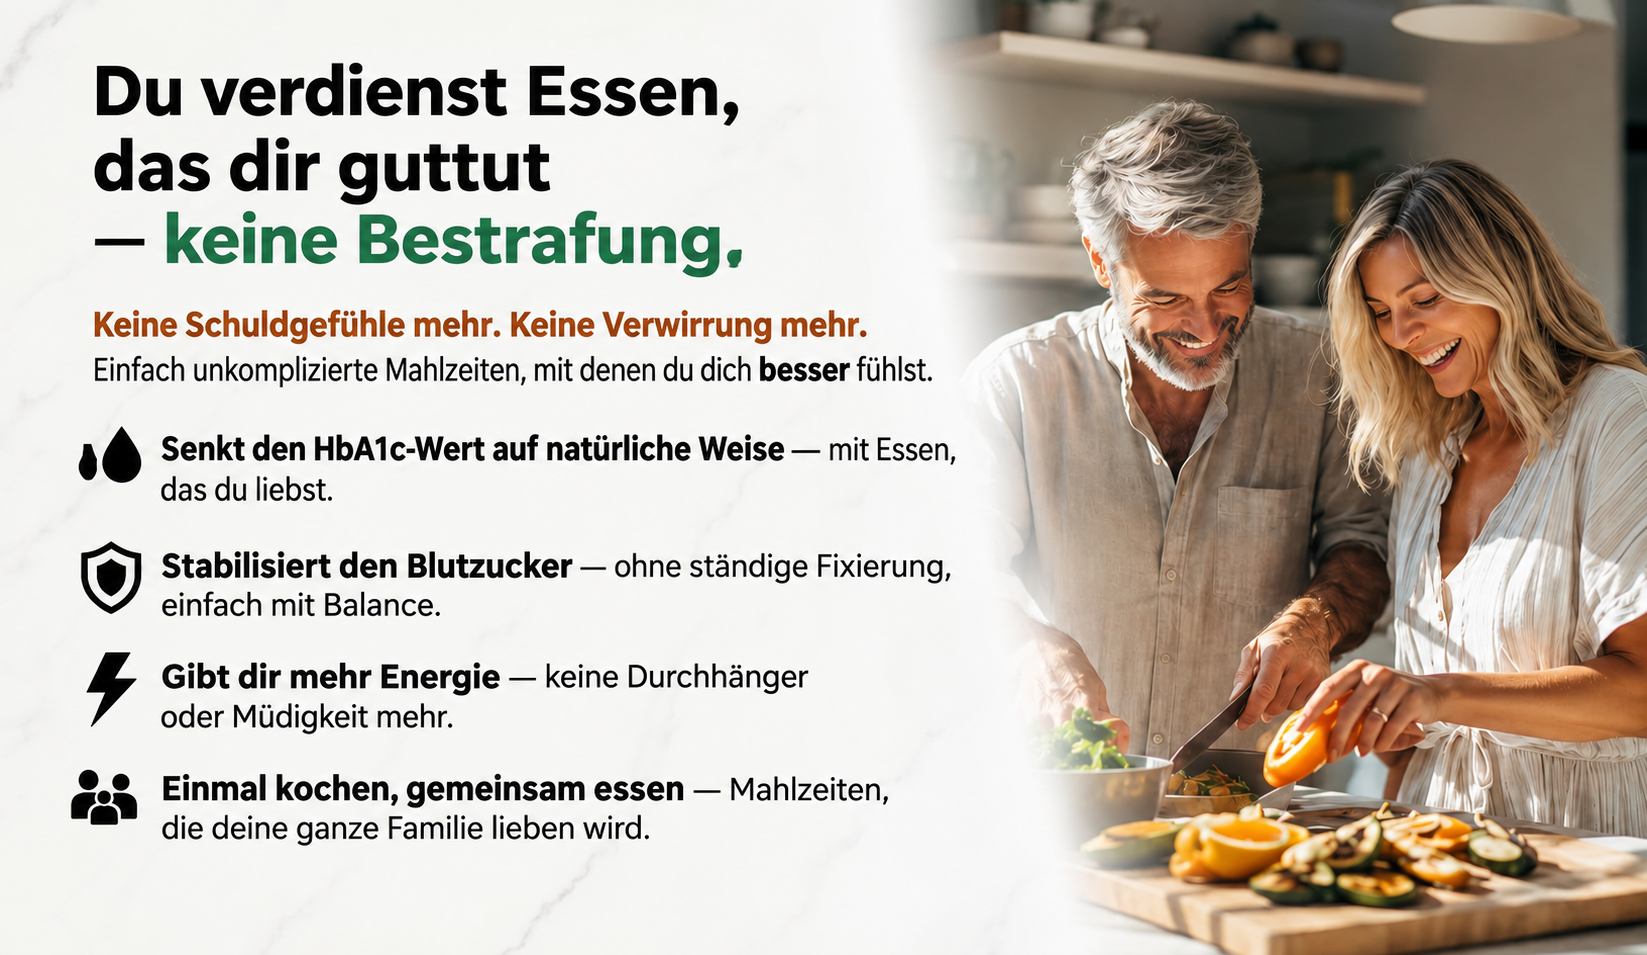 Du verdienst Essen,
das dir guttut
— keine Bestrafung.
Keine Schuldgefühle mehr. Keine Verwirrung mehr.
Einfach unkomplizierte Mahlzeiten, mit denen du dich besser fühlst.
Senkt den HbA1c-Wert auf natürliche Weise — mit Essen,
das du liebst.
Stabilisiert den Blutzucker — ohne ständige Fixierung,
einfach mit Balance.
Gibt dir mehr Energie — keine Durchhänger
oder Müdigkeit mehr.
Einmal kochen, gemeinsam essen — Mahlzeiten,
die deine ganze Familie lieben wird.